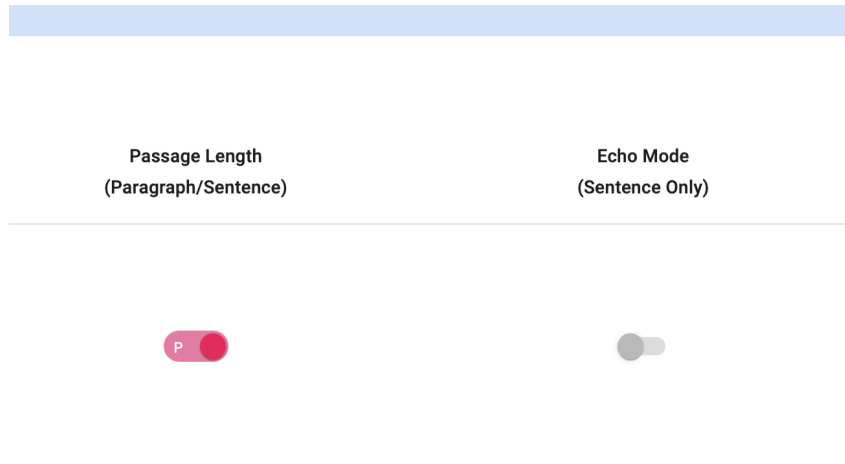 Passage Length
(Paragraph/Sentence)
Echo Mode
(Sentence Only)
P